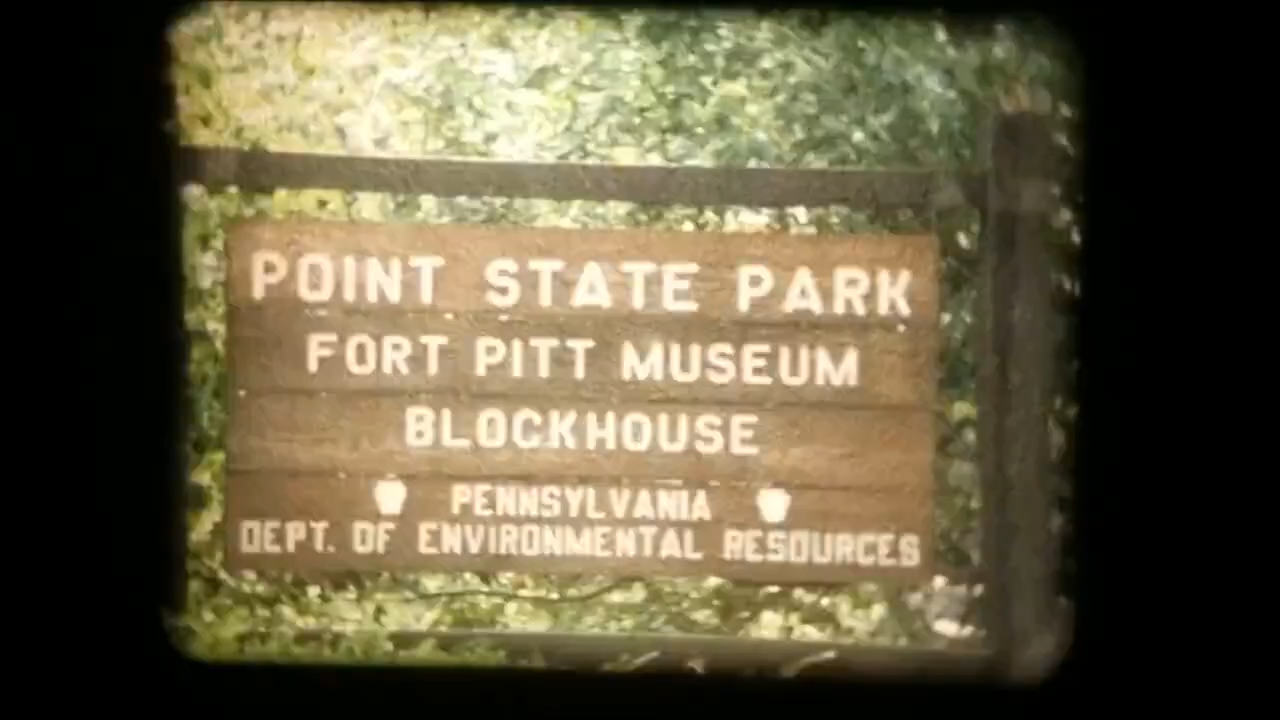 POINT STATE PARK
FORT PITT MUSEUM
BLOCKHOUSE
PENNSYLVANIA
DEPT. OF ENVIRONMENTAL RESOURCES